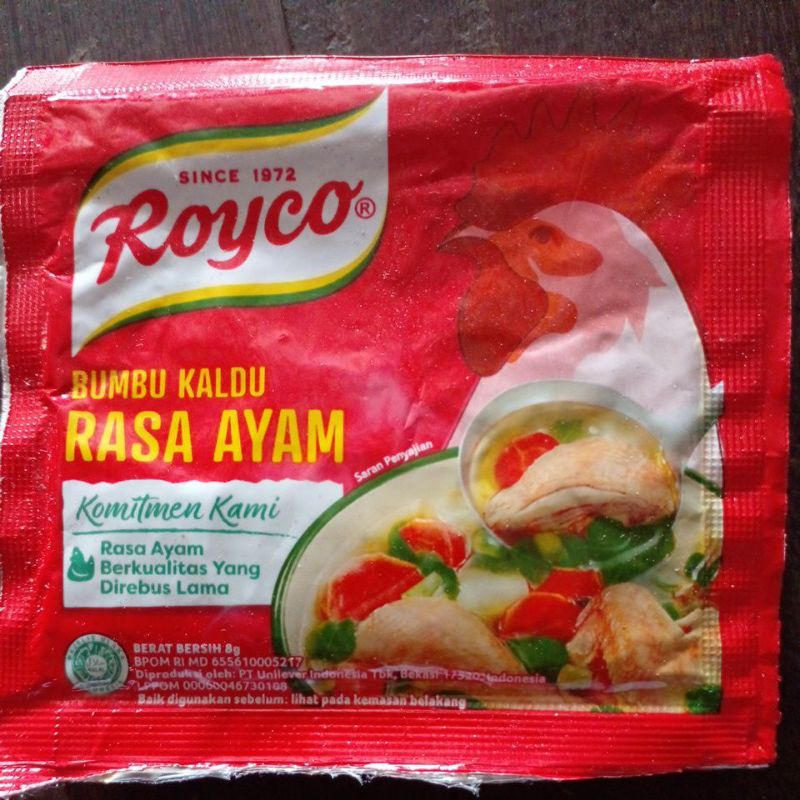 SINCE 1972
Royco®
BUMBU KALDU
RASA AYAM
Saran Penyajian
Komitmen Kami
Rasa Ayam
Berkualitas Yang
Direbus Lama
BERAT BERSIH 8g
BPOM RI MD 655610005217
Diproduksi oleh: PT Unilever Indonesia Tbk, Bekasi 17520, Indonesia
LPPOM 00060046730108
Baik digunakan sebelum: lihat pada kemasan belakang